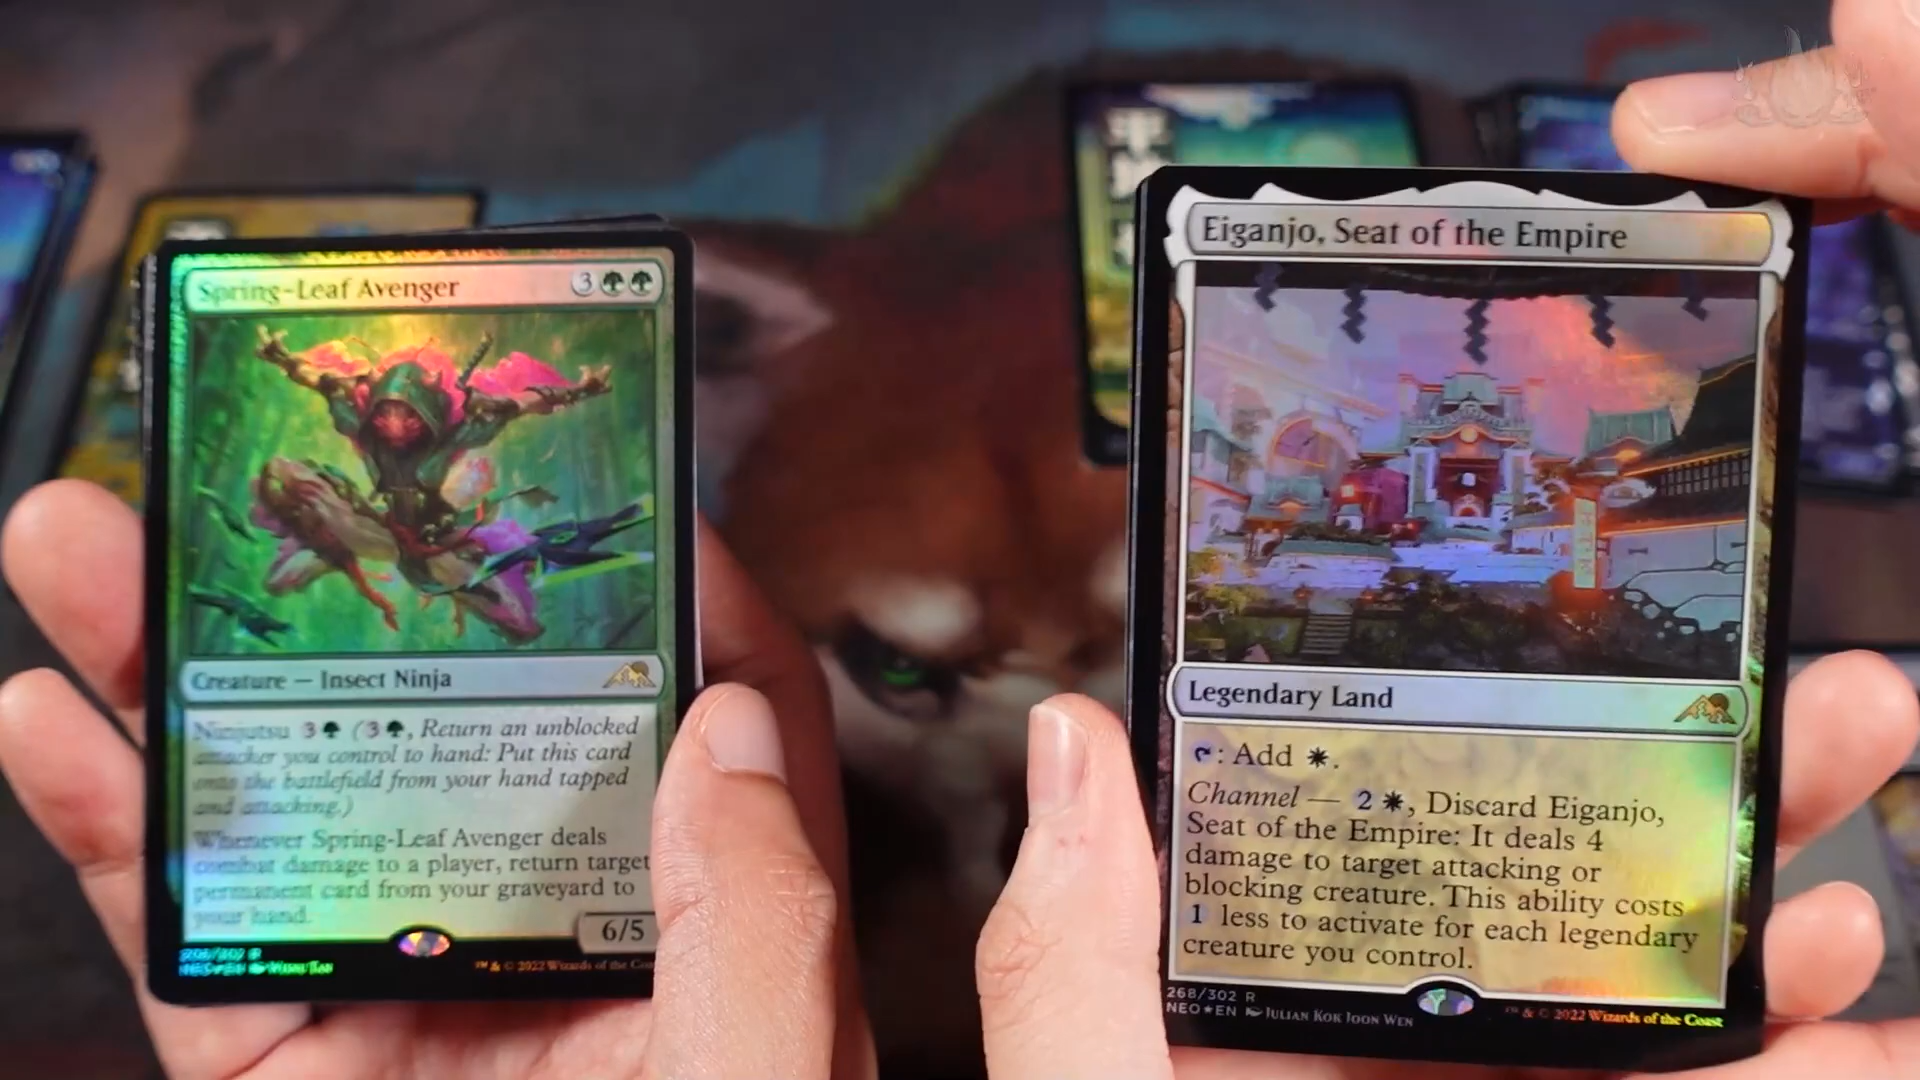 Spring-Leaf Avenger 3
Creature — Insect Ninja
Ninjutsu 3 (3, Return an unblocked
attacker you control to hand: Put this card
onto the battlefield from your hand tapped
and attacking.)
Whenever Spring-Leaf Avenger deals
combat damage to a player, return target
permanent card from your graveyard to
your hand.
6/5
™ & © 2022 Wizards of the
Eiganjo, Seat of the Empire
Legendary Land
: Add .
Channel — 2, Discard Eiganjo,
Seat of the Empire: It deals 4
damage to target attacking or
blocking creature. This ability costs
1 less to activate for each legendary
creature you control.
268/302 R
NEO★EN Julian Kok Joon Wen
™ & © 2022 Wizards of the Coast